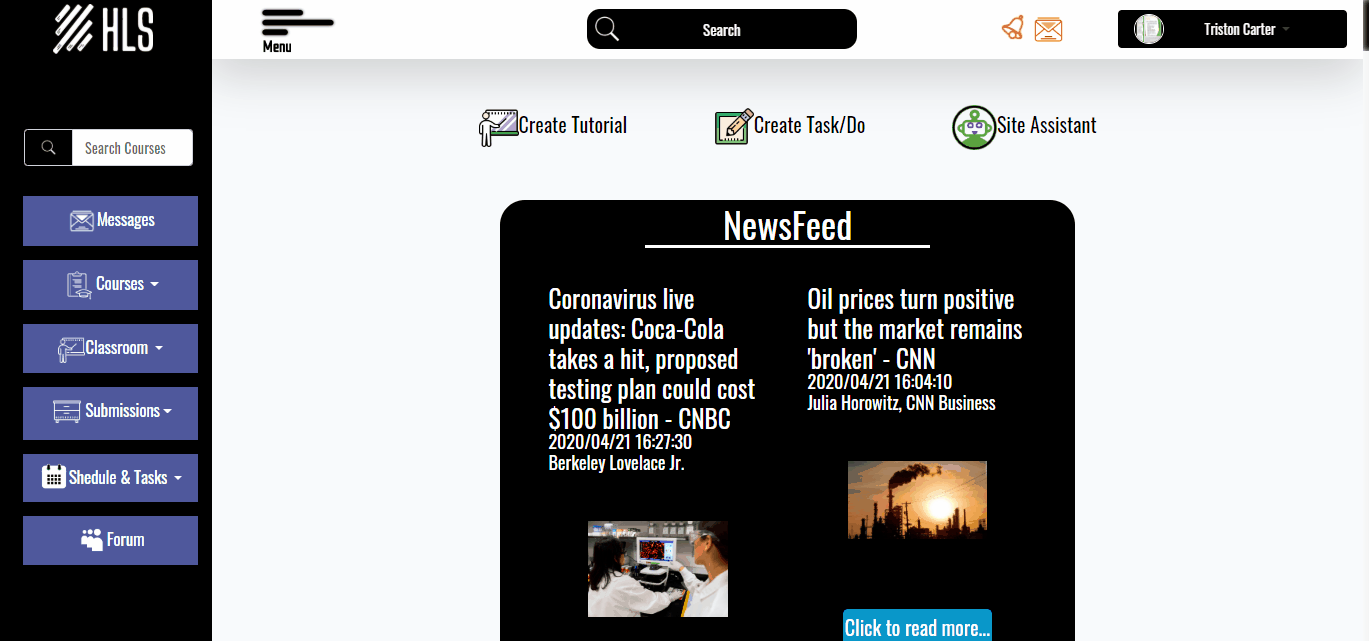 HLS
Menu
Search
Triston Carter
Search Courses
Messages
Courses
Classroom
Submissions
Shedule & Tasks
Forum
Create Tutorial
Create Task/Do
Site Assistant
NewsFeed
Coronavirus live
updates: Coca-Cola
takes a hit, proposed
testing plan could cost
$100 billion - CNBC
2020/04/21 16:27:30
Berkeley Lovelace Jr.
Oil prices turn positive
but the market remains
'broken' - CNN
2020/04/21 16:04:10
Julia Horowitz, CNN Business
Click to read more...